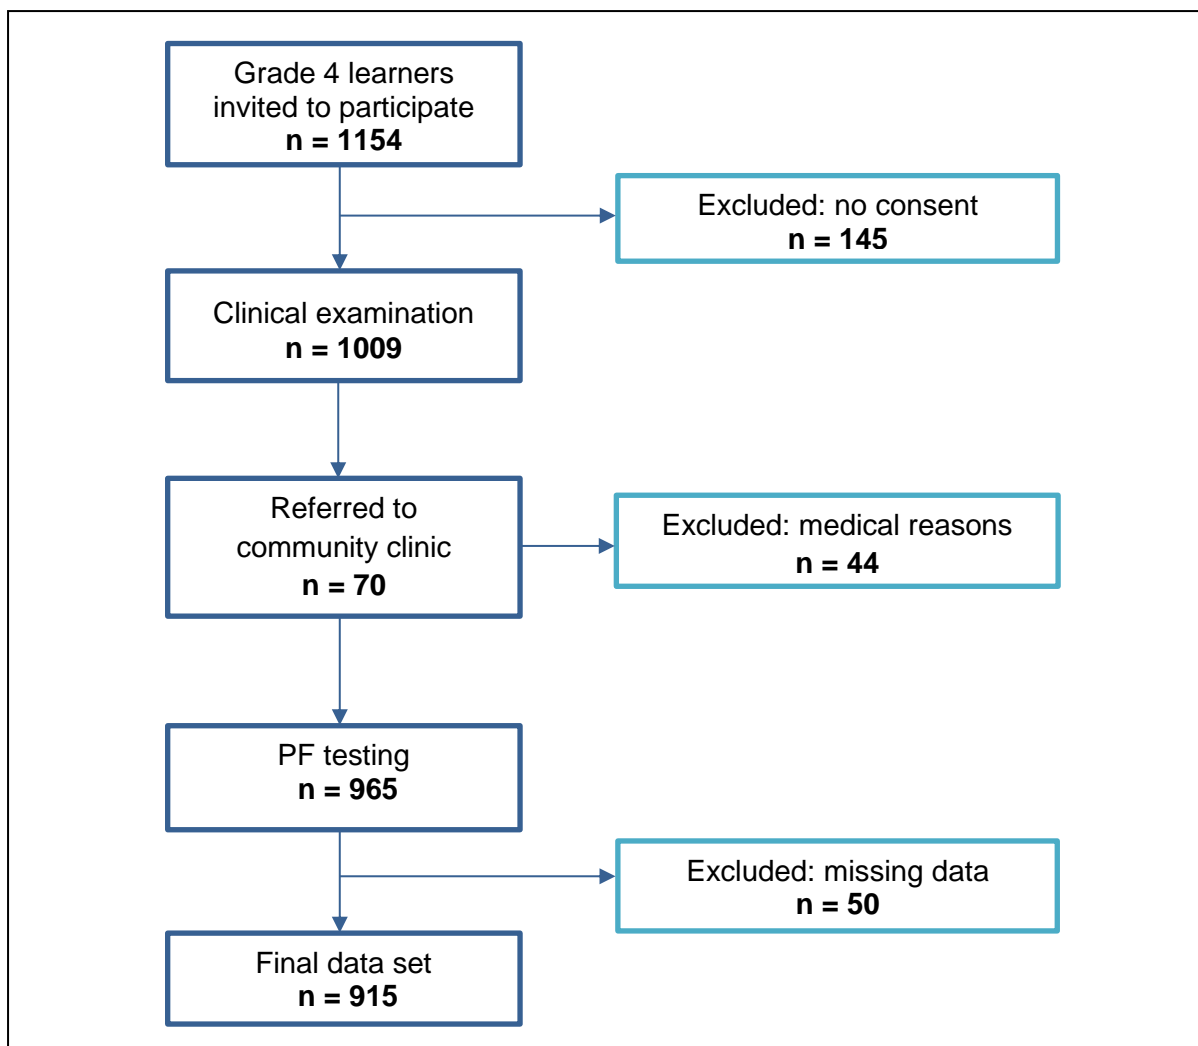 Grade 4 learners
invited to participate
n = 1154
Excluded: no consent
n = 145
Clinical examination
n = 1009
Referred to
community clinic
n = 70
Excluded: medical reasons
n = 44
PF testing
n = 965
Excluded: missing data
n = 50
Final data set
n = 915